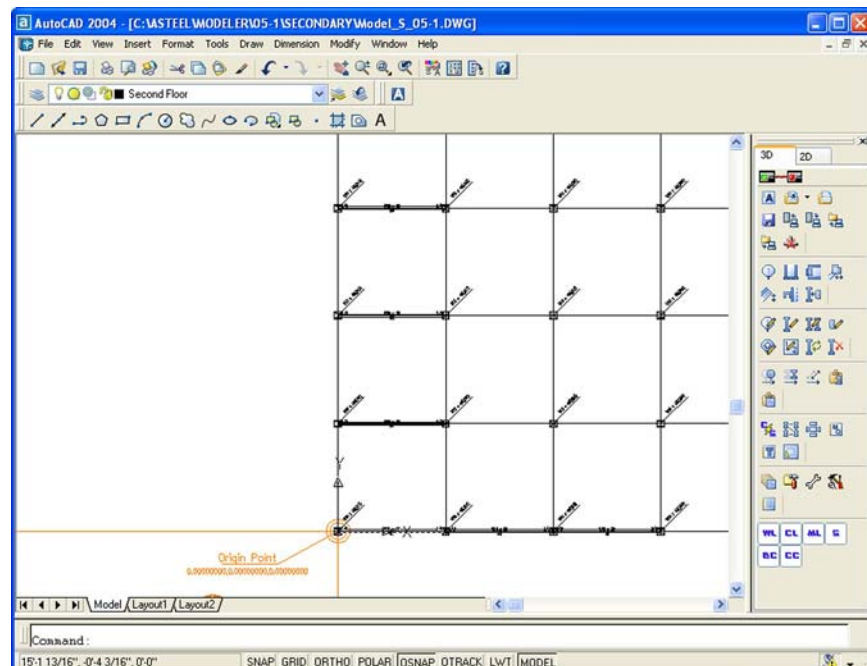 AutoCAD 2004 - [C:\ASTEEL\MODELER\05-1\SECONDARY\Model_S_05-1.DWG]
File Edit View Insert Format Tools Draw Dimension Modify Window Help
Second Floor
3D 2D
Y
X
Origin Point
0.00000000,0.00000000,0.00000000
WL CL ML S
BC CC
Model Layout1 Layout2
Command:
15'-1 13/16", -0'-4 3/16", 0'-0" SNAP GRID ORTHO POLAR OSNAP OTRACK LWT MODEL